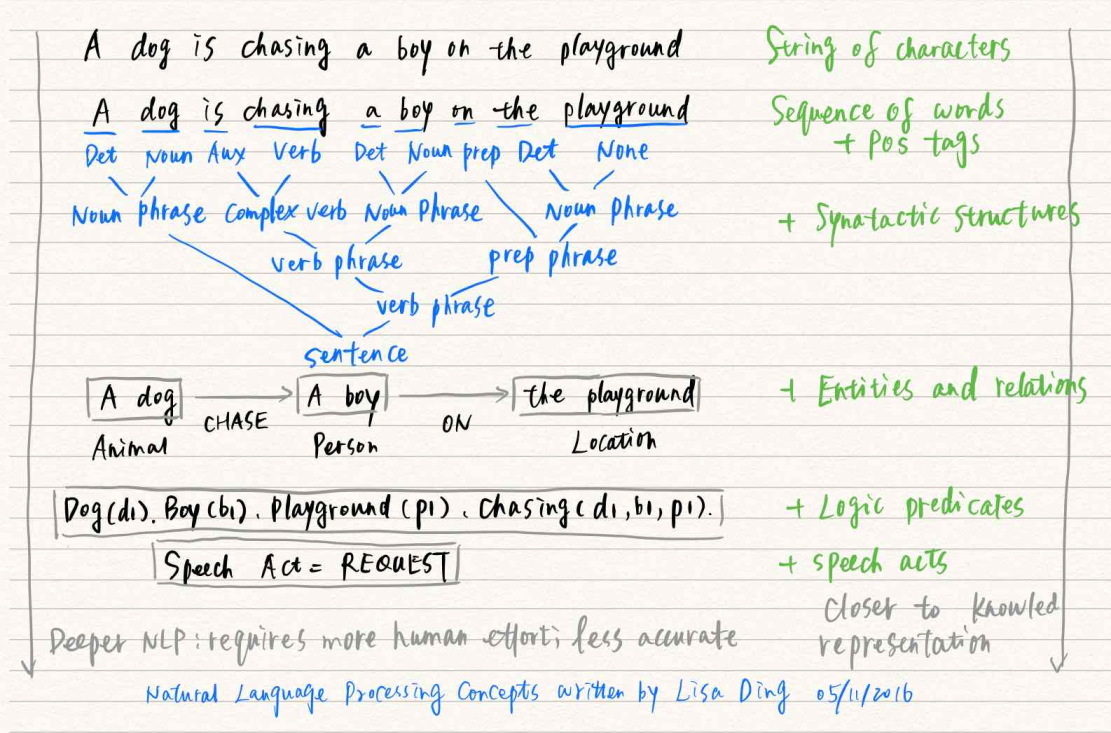 A dog is chasing a boy on the playground String of characters
A dog is chasing a boy on the playground Sequence of words
Det Noun Aux Verb Det Noun prep Det None + Pos tags
Noun phrase Complex verb Noun Phrase Noun Phrase + Synatactic structures
verb phrase prep phrase
verb phrase
sentence
A dog CHASE A boy ON the playground + Entities and relations
Animal Person Location
Dog(d1). Boy(b1). Playground(p1). Chasing(d1,b1,p1). + Logic predicates
Speech Act = REQUEST + speech acts
closer to knowled
Deeper NLP: requires more human effort; less accurate representation
Natural Language Processing Concepts written by Lisa Ding 05/11/2016